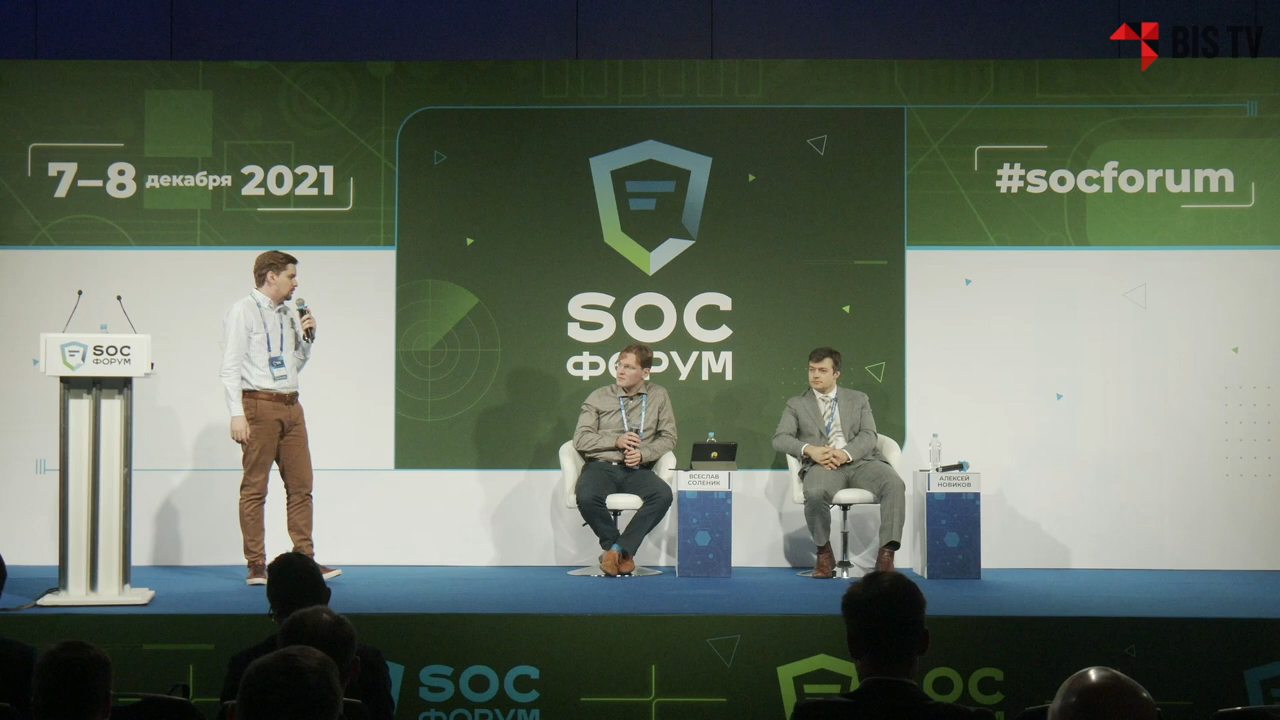 BIS TV
7–8 декабря 2021
#socforum
SOC
ФОРУМ
SOC
ФОРУМ
ВСЕСЛАВ
СОЛЕНИК
АЛЕКСЕЙ
НОВИКОВ
SOC
ФОРУМ
SOC